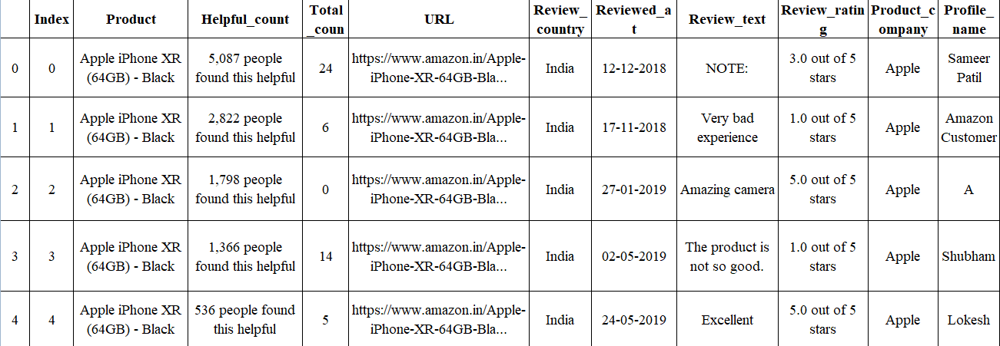 Index Product Helpful_count Total_coun URL Review_country Reviewed_at Review_text Review_rating Product_company Profile_name
0 0 Apple iPhone XR (64GB) - Black 5,087 people found this helpful 24 https://www.amazon.in/Apple-iPhone-XR-64GB-Bla... India 12-12-2018 NOTE: 3.0 out of 5 stars Apple Sameer Patil
1 1 Apple iPhone XR (64GB) - Black 2,822 people found this helpful 6 https://www.amazon.in/Apple-iPhone-XR-64GB-Bla... India 17-11-2018 Very bad experience 1.0 out of 5 stars Apple Amazon Customer
2 2 Apple iPhone XR (64GB) - Black 1,798 people found this helpful 0 https://www.amazon.in/Apple-iPhone-XR-64GB-Bla... India 27-01-2019 Amazing camera 5.0 out of 5 stars Apple A
3 3 Apple iPhone XR (64GB) - Black 1,366 people found this helpful 14 https://www.amazon.in/Apple-iPhone-XR-64GB-Bla... India 02-05-2019 The product is not so good. 1.0 out of 5 stars Apple Shubham
4 4 Apple iPhone XR (64GB) - Black 536 people found this helpful 5 https://www.amazon.in/Apple-iPhone-XR-64GB-Bla... India 24-05-2019 Excellent 5.0 out of 5 stars Apple Lokesh